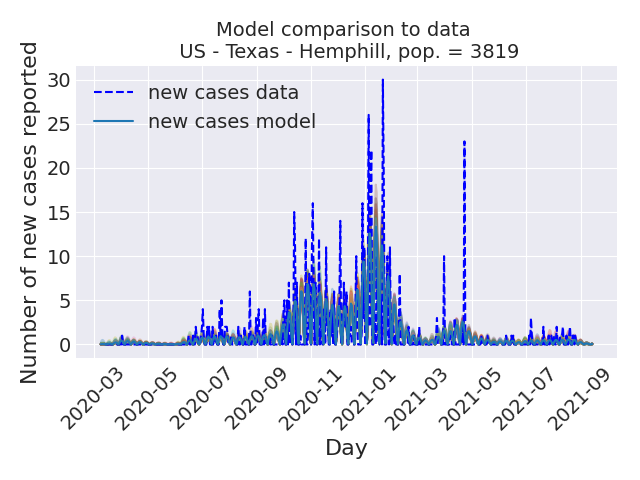 Model comparison to data
US - Texas - Hemphill, pop. = 3819
Number of new cases reported
30
25
20
15
10
5
0
new cases data
new cases model
2020-03
2020-05
2020-07
2020-09
2020-11
2021-01
2021-03
2021-05
2021-07
2021-09
Day